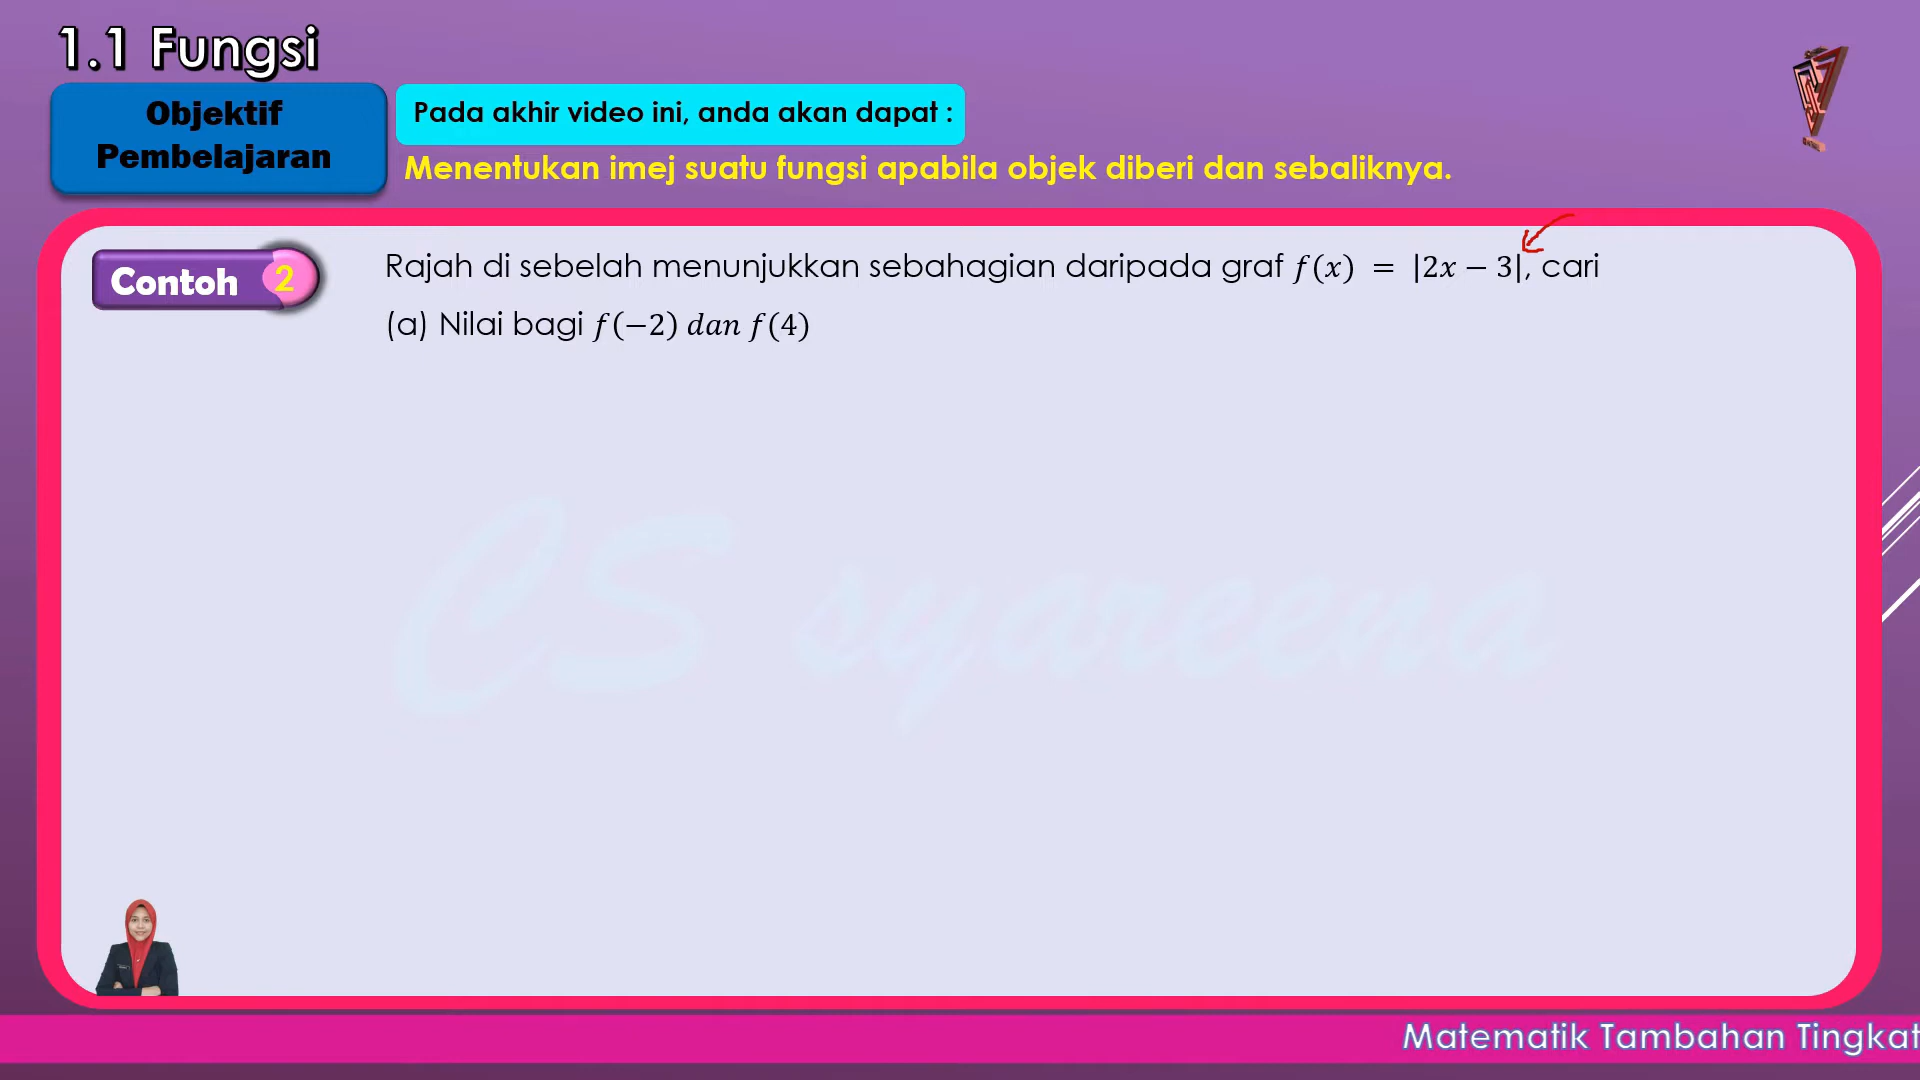 1.1 Fungsi
Objektif
Pembelajaran
Pada akhir video ini, anda akan dapat :
Menentukan imej suatu fungsi apabila objek diberi dan sebaliknya.
Contoh 2
Rajah di sebelah menunjukkan sebahagian daripada graf f(x) = |2x − 3|, cari
(a) Nilai bagi f(−2) dan f(4)
CS syareena
Matematik Tambahan Tingkat